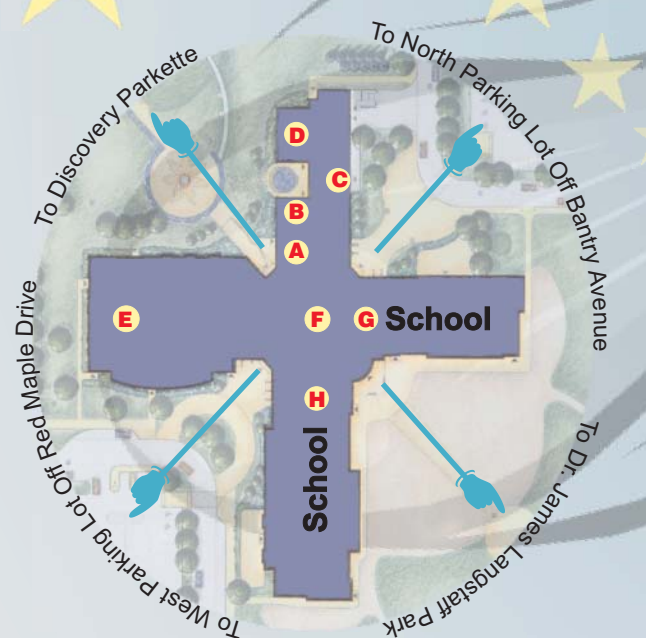 To Discovery Parkette
To North Parking Lot Off Bantry Avenue
D
C
B
A
E
F
G
School
H
School
To West Parking Lot Off Red Maple Drive
To Dr. James Langstaff Park